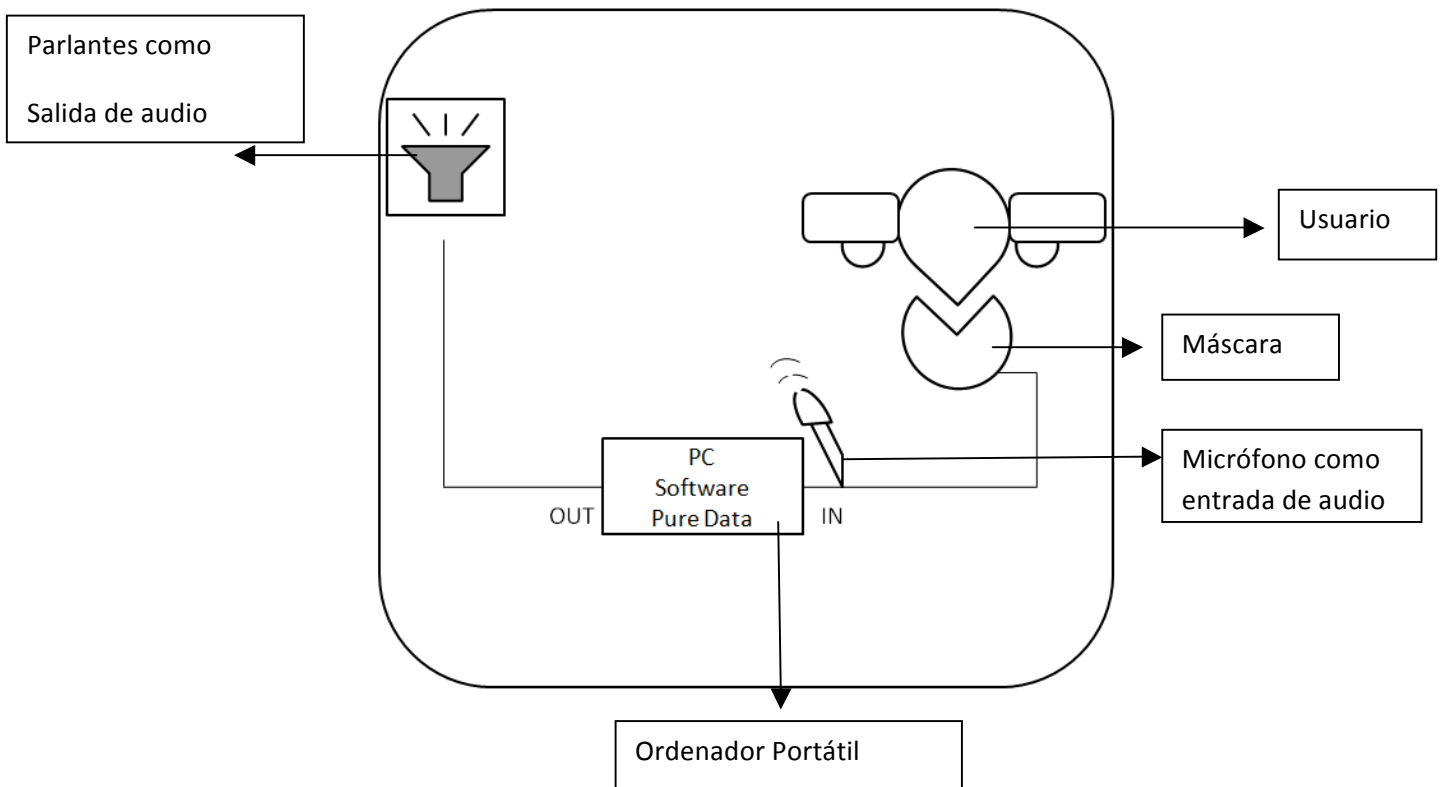 Parlantes como
Salida de audio
Usuario
Máscara
PC
Software
Pure Data
OUT
IN
Micrófono como
entrada de audio
Ordenador Portátil